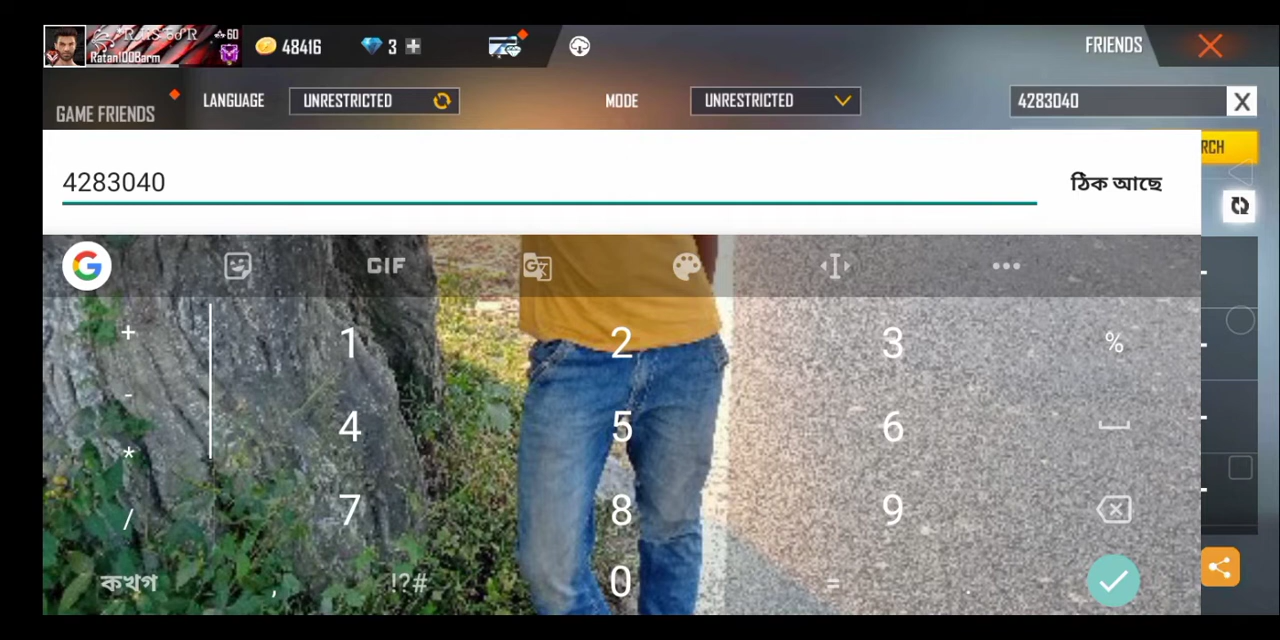 60
48416
3
FRIENDS
Ratan100Barm
GAME FRIENDS
LANGUAGE
UNRESTRICTED
MODE
UNRESTRICTED
4283040
X
RCH
4283040
ঠিক আছে
G
GIF
+
1
2
3
%
-
4
5
6
*
7
8
9
/
কখগ
,
!?#
0
=
.